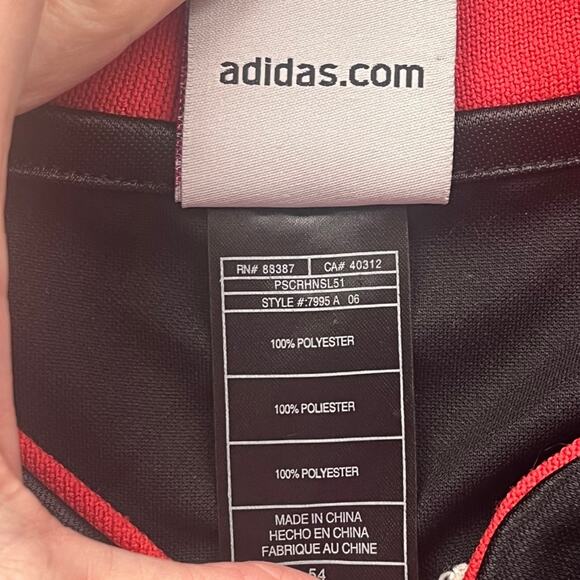 adidas.com
RN# 88387 CA# 40312
PSCRHNSL51
STYLE #:7995 A 06
100% POLYESTER
100% POLIESTER
100% POLYESTER
MADE IN CHINA
HECHO EN CHINA
FABRIQUE AU CHINE
54